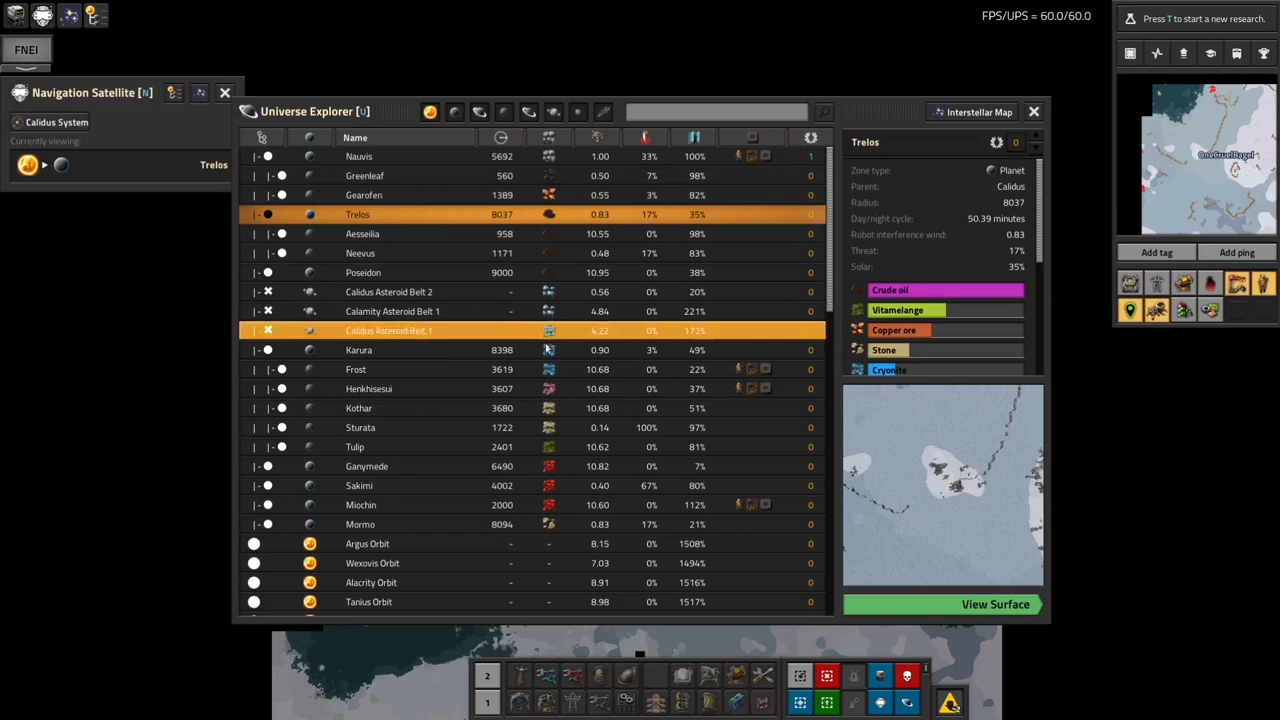 FPS/UPS = 60.0/60.0
Press T to start a new research.
FNEI
Navigation Satellite [N]
Calidus System
Currently viewing:
Trelos
Universe Explorer [U]
Interstellar Map
Name
Nauvis 5692 1.00 33% 100% 1
Greenleaf 560 0.50 7% 98% 0
Gearofen 1389 0.55 3% 82% 0
Trelos 8037 0.83 17% 35% 0
Aesseilia 958 10.55 0% 98% 0
Neevus 1171 0.48 17% 83% 0
Poseidon 9000 10.95 0% 38% 0
Calidus Asteroid Belt 2 - 0.56 0% 20% 0
Calamity Asteroid Belt 1 - 4.84 0% 221% 0
Calidus Asteroid Belt 1 4.22 0% 172%
Karura 8398 0.90 3% 49% 0
Frost 3619 10.68 0% 22% 0
Henkhisesui 3607 10.68 0% 37% 0
Kothar 3680 10.68 0% 51% 0
Sturata 1722 0.14 100% 97% 0
Tulip 2401 10.62 0% 81% 0
Ganymede 6490 10.82 0% 7% 0
Sakimi 4002 0.40 67% 80% 0
Miochin 2000 10.60 0% 112% 0
Mormo 8094 0.83 17% 21% 0
Argus Orbit - - 8.15 0% 1508% 0
Wexovis Orbit - - 7.03 0% 1494% 0
Alacrity Orbit - - 8.91 0% 1516% 0
Tanius Orbit - - 8.98 0% 1517% 0
Trelos 0
Zone type: Planet
Parent: Calidus
Radius: 8037
Day/night cycle: 50.39 minutes
Robot interference wind: 0.83
Threat: 17%
Solar: 35%
Crude oil
Vitamelange
Copper ore
Stone
Cryonite
View Surface
OneCruelBagel
Add tag
Add ping
2
1